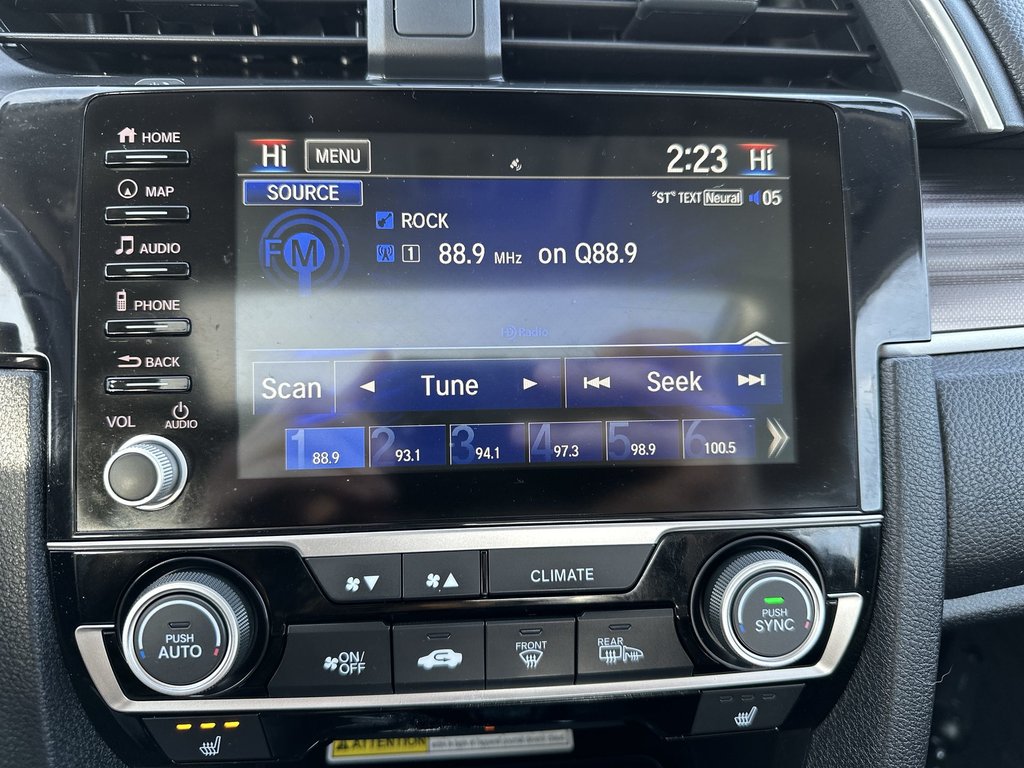 HOME
Hi MENU 2:23 Hi
MAP
SOURCE "ST" TEXT Neural 05
FM ROCK
1 88.9 MHz on Q88.9
AUDIO
PHONE
HD Radio
BACK
Scan Tune Seek
VOL AUDIO
1 88.9 2 93.1 3 94.1 4 97.3 5 98.9 6 100.5
CLIMATE
PUSH AUTO
ON/OFF
FRONT
REAR
PUSH SYNC
ATTENTION